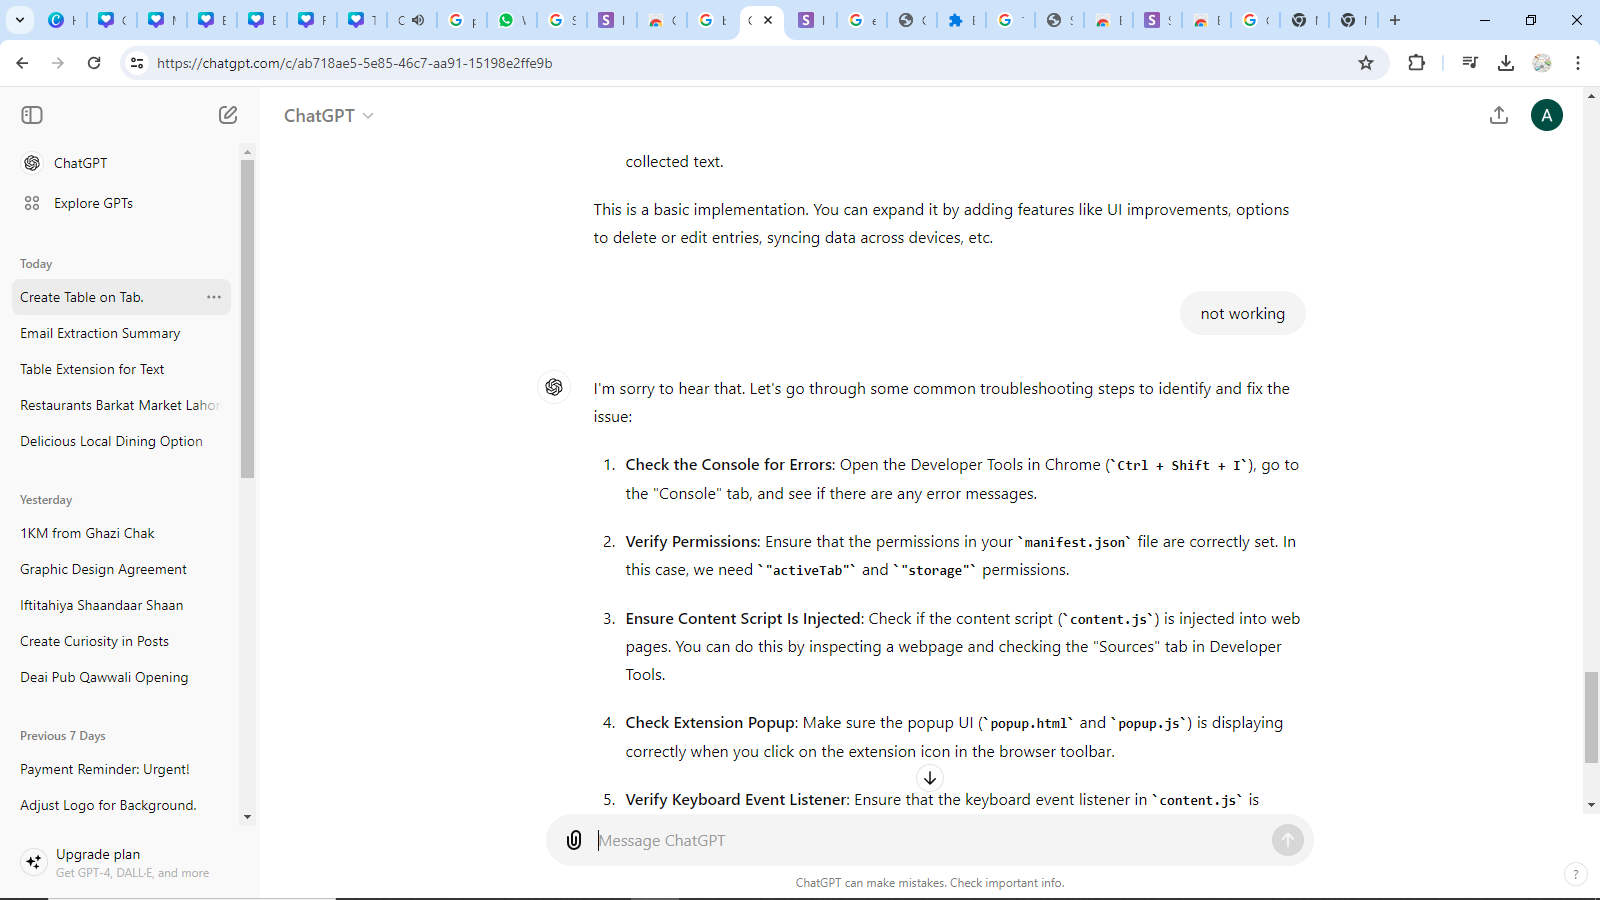 https://chatgpt.com/c/ab718ae5-5e85-46c7-aa91-15198e2ffe9b
ChatGPT
A
ChatGPT
Explore GPTs
Today
Create Table on Tab.
Email Extraction Summary
Table Extension for Text
Restaurants Barkat Market Lahor
Delicious Local Dining Option
Yesterday
1KM from Ghazi Chak
Graphic Design Agreement
Iftitahiya Shaandaar Shaan
Create Curiosity in Posts
Deai Pub Qawwali Opening
Previous 7 Days
Payment Reminder: Urgent!
Adjust Logo for Background.
Upgrade plan
Get GPT-4, DALL·E, and more
collected text.
This is a basic implementation. You can expand it by adding features like UI improvements, options
to delete or edit entries, syncing data across devices, etc.
not working
I'm sorry to hear that. Let's go through some common troubleshooting steps to identify and fix the
issue:
1. Check the Console for Errors: Open the Developer Tools in Chrome (`Ctrl + Shift + I`), go to
the "Console" tab, and see if there are any error messages.
2. Verify Permissions: Ensure that the permissions in your `manifest.json` file are correctly set. In
this case, we need `"activeTab"` and `"storage"` permissions.
3. Ensure Content Script Is Injected: Check if the content script (`content.js`) is injected into web
pages. You can do this by inspecting a webpage and checking the "Sources" tab in Developer
Tools.
4. Check Extension Popup: Make sure the popup UI (`popup.html` and `popup.js`) is displaying
correctly when you click on the extension icon in the browser toolbar.
5. Verify Keyboard Event Listener: Ensure that the keyboard event listener in `content.js` is
Message ChatGPT
ChatGPT can make mistakes. Check important info.
?